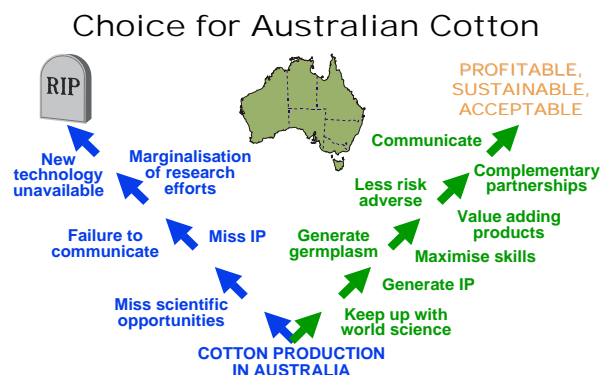 Choice for Australian Cotton
RIP
PROFITABLE,
SUSTAINABLE,
ACCEPTABLE
Communicate
New
technology
unavailable
Marginalisation
of research
efforts
Less risk
adverse
Complementary
partnerships
Failure to
communicate
Miss IP
Generate
germplasm
Value adding
products
Maximise skills
Miss scientific
opportunities
Generate IP
Keep up with
world science
COTTON PRODUCTION
IN AUSTRALIA